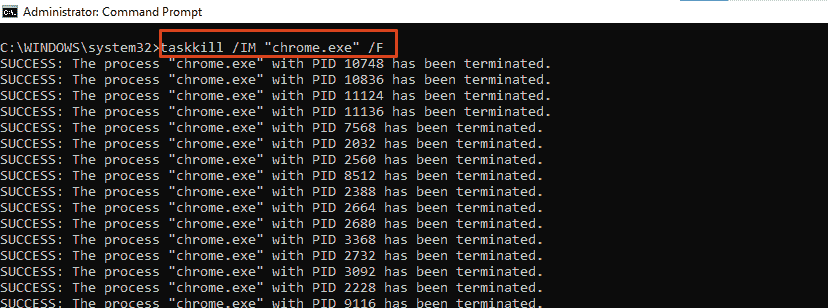 Administrator: Command Prompt
C:\WINDOWS\system32>taskkill /IM "chrome.exe" /F
SUCCESS: The process "chrome.exe" with PID 10748 has been terminated.
SUCCESS: The process "chrome.exe" with PID 10836 has been terminated.
SUCCESS: The process "chrome.exe" with PID 11124 has been terminated.
SUCCESS: The process "chrome.exe" with PID 11136 has been terminated.
SUCCESS: The process "chrome.exe" with PID 7568 has been terminated.
SUCCESS: The process "chrome.exe" with PID 2032 has been terminated.
SUCCESS: The process "chrome.exe" with PID 2560 has been terminated.
SUCCESS: The process "chrome.exe" with PID 8512 has been terminated.
SUCCESS: The process "chrome.exe" with PID 2388 has been terminated.
SUCCESS: The process "chrome.exe" with PID 2664 has been terminated.
SUCCESS: The process "chrome.exe" with PID 2680 has been terminated.
SUCCESS: The process "chrome.exe" with PID 3368 has been terminated.
SUCCESS: The process "chrome.exe" with PID 2732 has been terminated.
SUCCESS: The process "chrome.exe" with PID 3092 has been terminated.
SUCCESS: The process "chrome.exe" with PID 2228 has been terminated.
SUCCESS: The process "chrome.exe" with PID 9116 has been terminated.